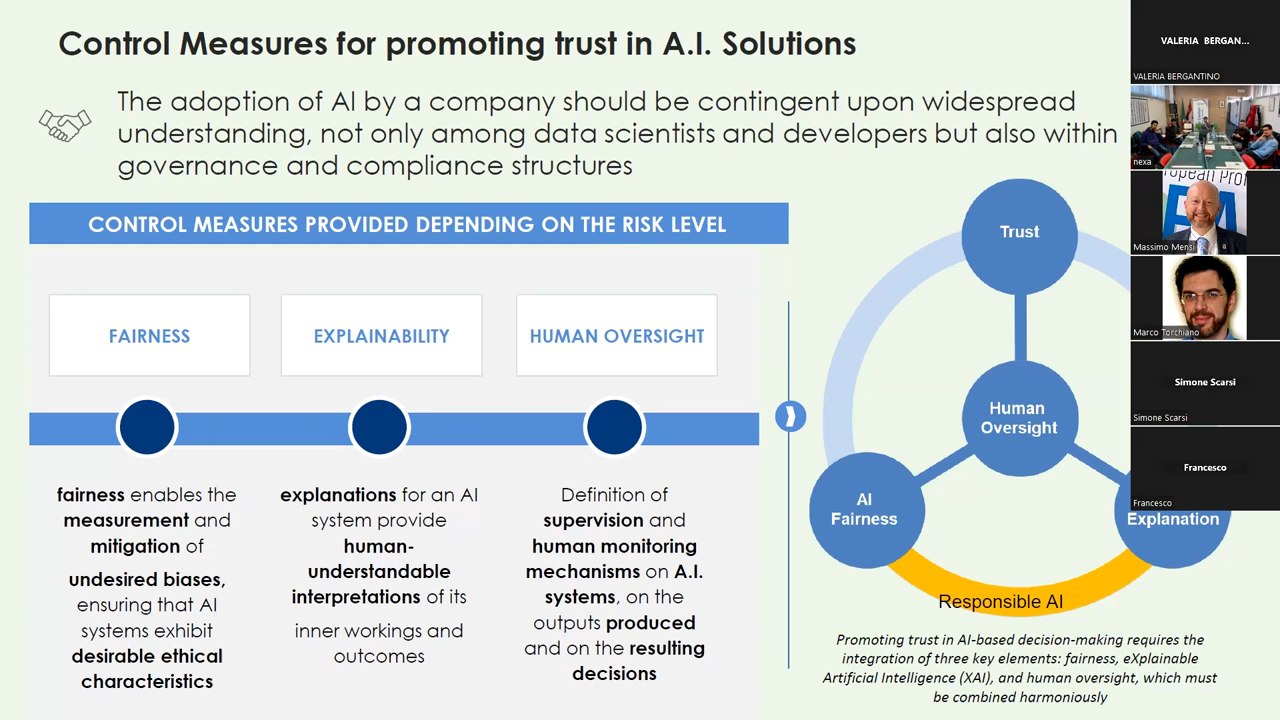 Control Measures for promoting trust in A.I. Solutions
The adoption of AI by a company should be contingent upon widespread
understanding, not only among data scientists and developers but also within
governance and compliance structures
CONTROL MEASURES PROVIDED DEPENDING ON THE RISK LEVEL
FAIRNESS
EXPLAINABILITY
HUMAN OVERSIGHT
fairness enables the
measurement and
mitigation of
undesired biases,
ensuring that AI
systems exhibit
desirable ethical
characteristics
explanations for an AI
system provide
human-
understandable
interpretations of its
inner workings and
outcomes
Definition of
supervision and
human monitoring
mechanisms on A.I.
systems, on the
outputs produced
and on the resulting
decisions
Trust
Human
Oversight
AI
Fairness
Explanation
Responsible AI
Promoting trust in AI-based decision-making requires the
integration of three key elements: fairness, eXplainable
Artificial Intelligence (XAI), and human oversight, which must
be combined harmoniously
VALERIA BERGAN...
VALERIA BERGANTINO
nexa
Massimo Mensi
Marco Torchiano
Simone Scarsi
Simone Scarsi
Francesco
Francesco